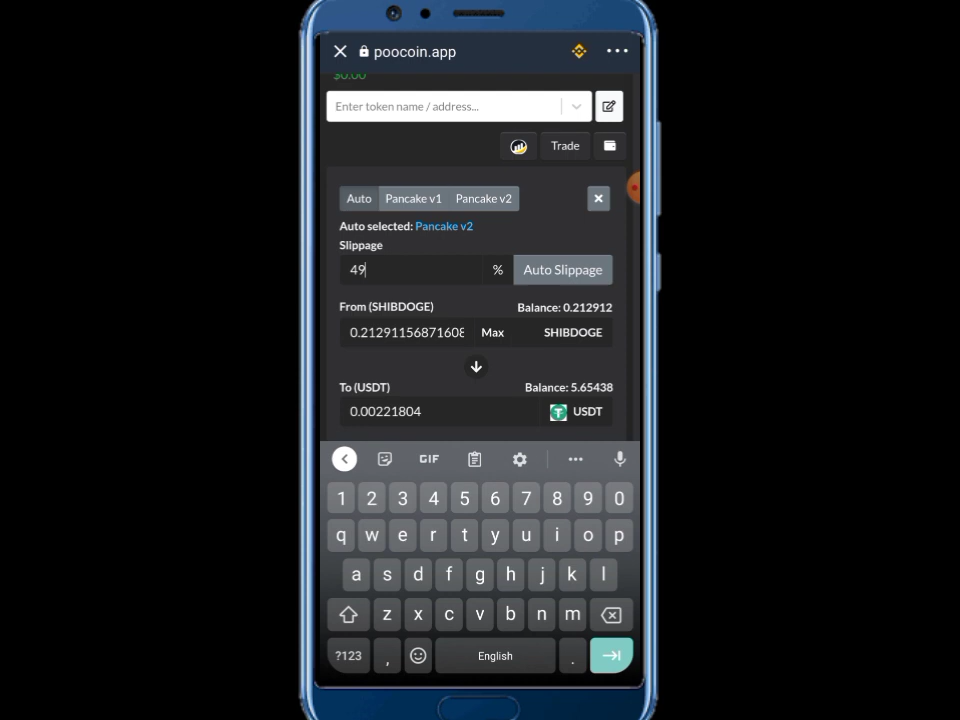 poocoin.app
$0.00
Enter token name / address...
Trade
Auto Pancake v1 Pancake v2
Auto selected: Pancake v2
Slippage
49 % Auto Slippage
From (SHIBDOGE) Balance: 0.212912
0.21291156871608 Max SHIBDOGE
To (USDT) Balance: 5.65438
0.00221804 USDT
GIF
1 2 3 4 5 6 7 8 9 0
q w e r t y u i o p
a s d f g h j k l
z x c v b n m
?123 , English .